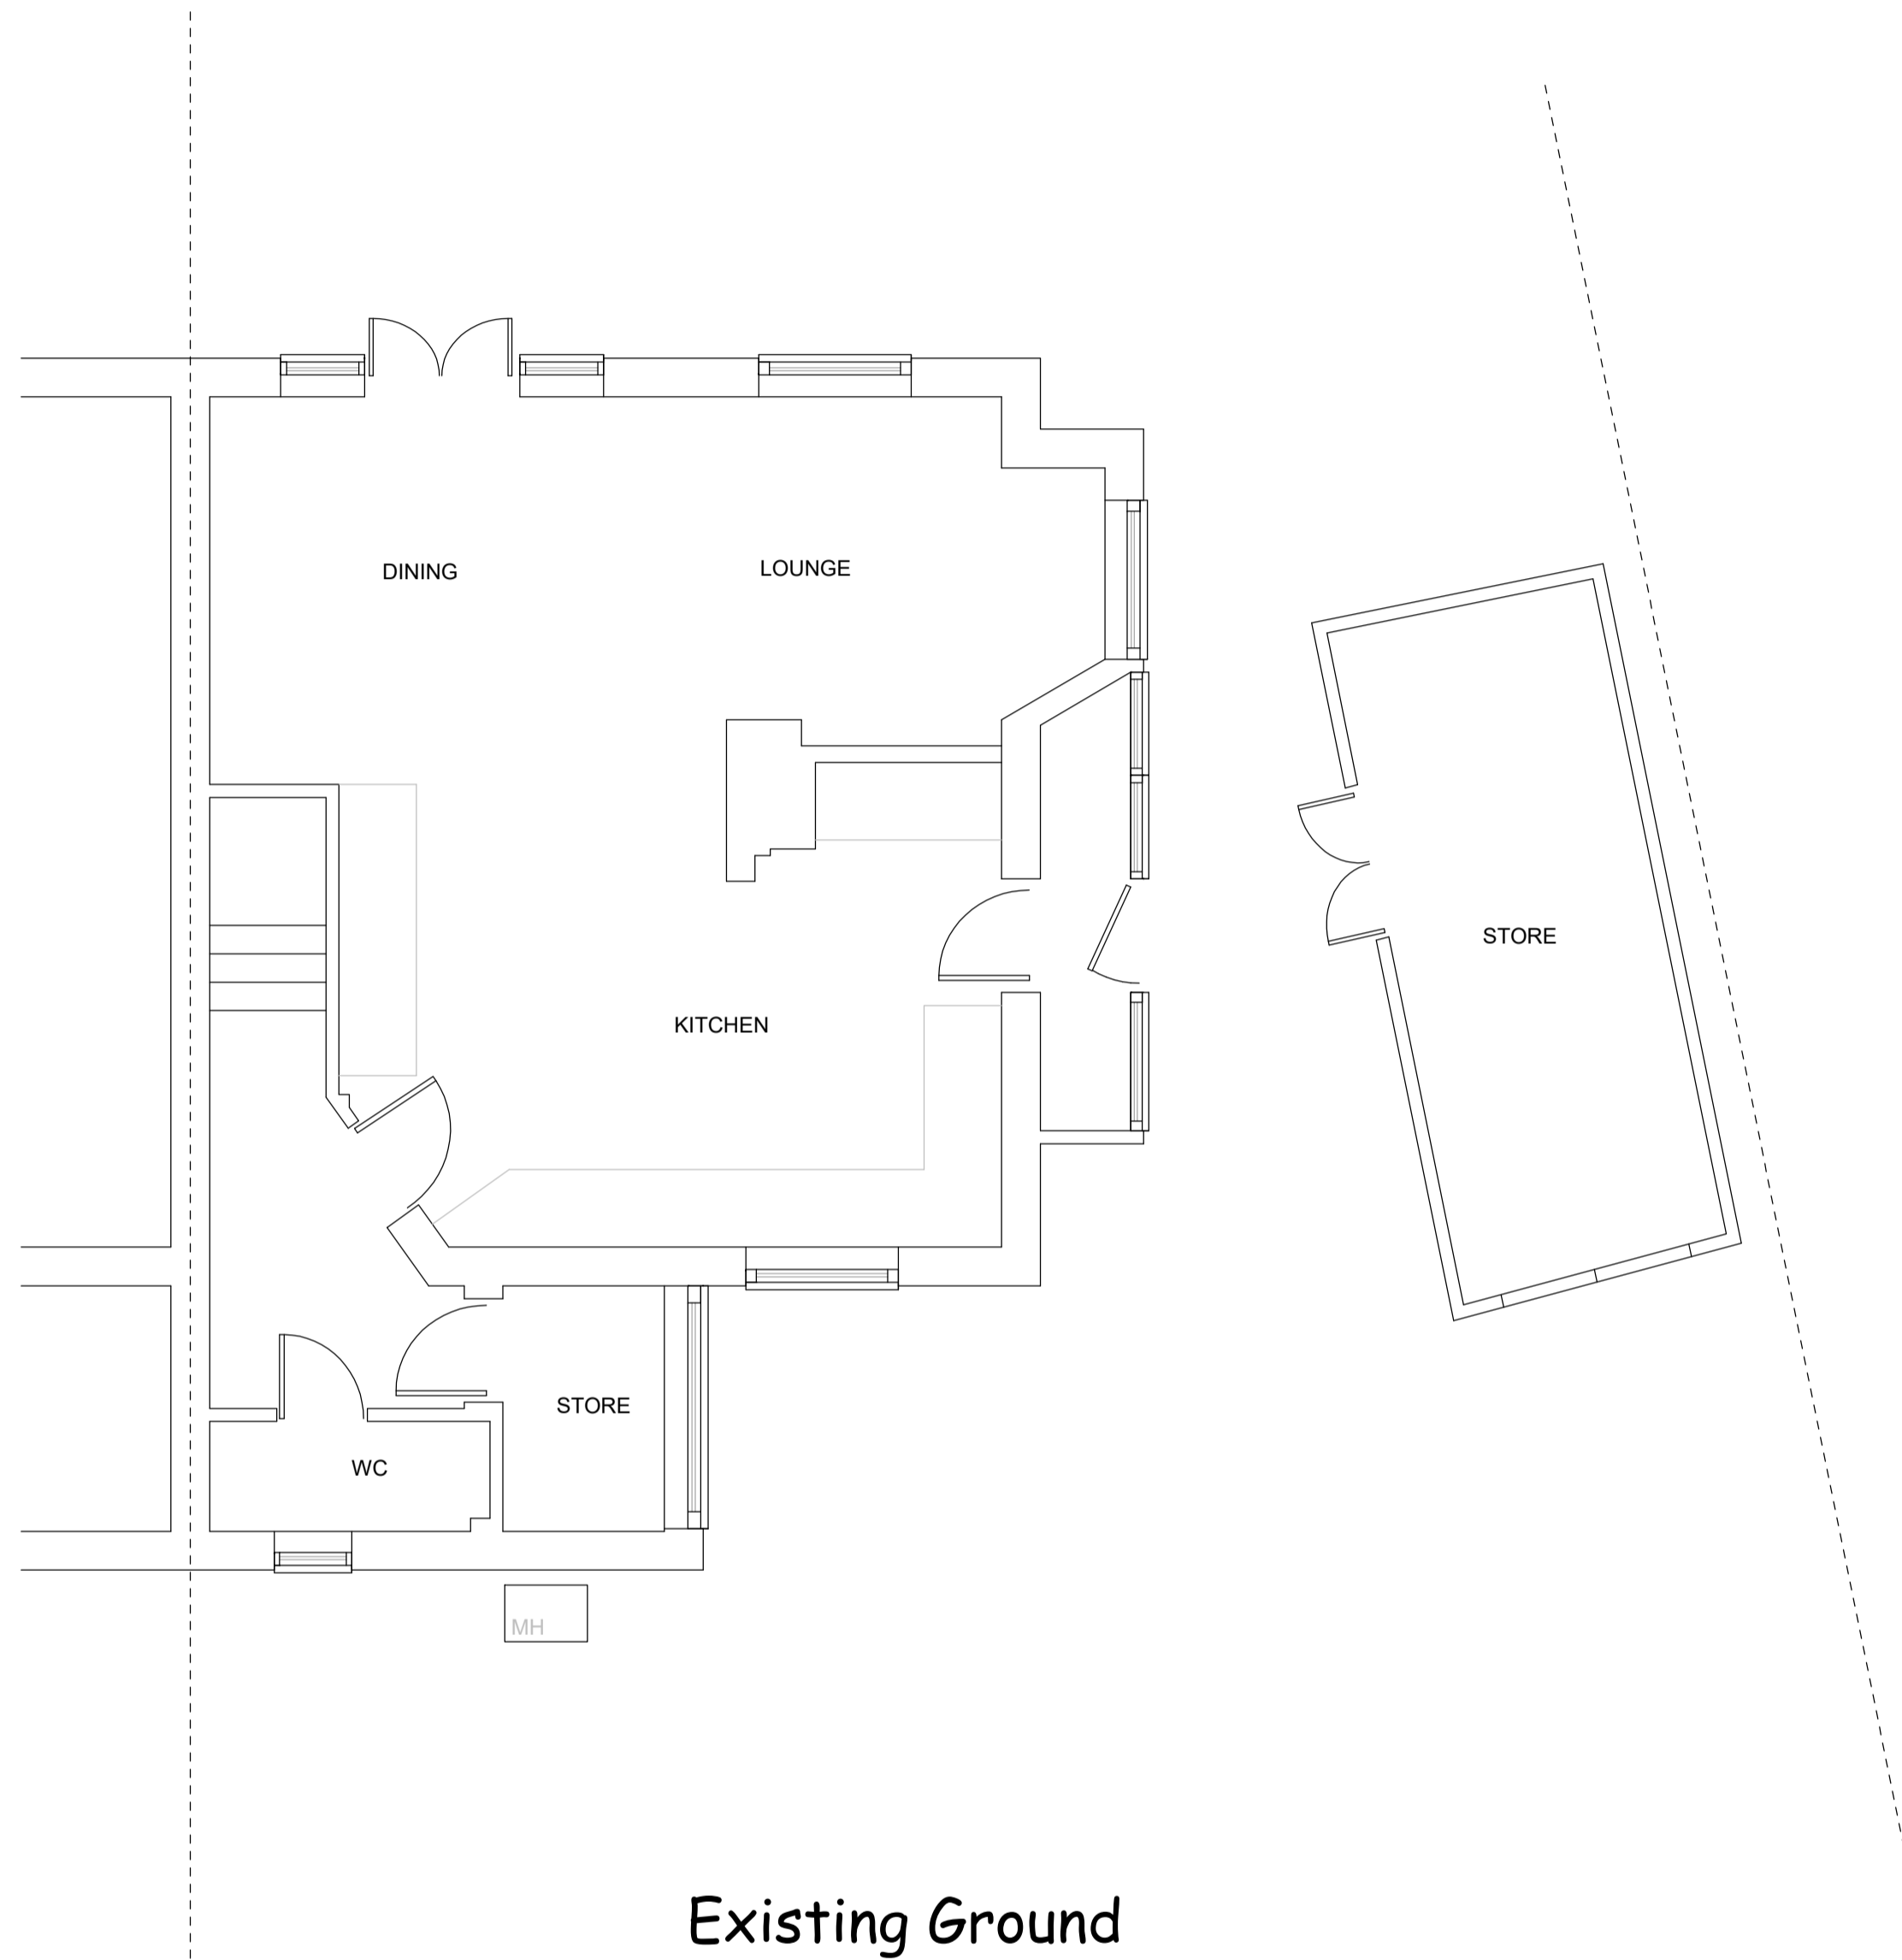 DINING
LOUNGE
STORE
KITCHEN
STORE
WC
MH
Existing Ground